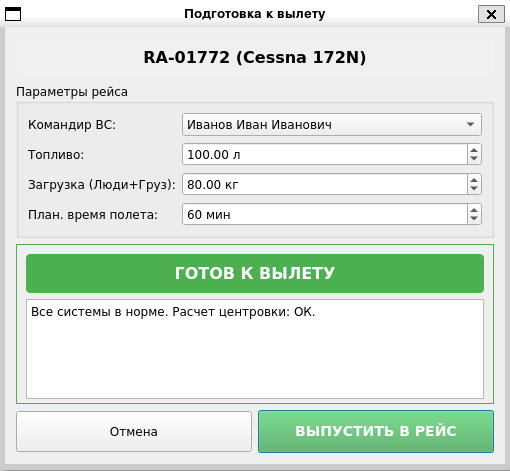 Подготовка к вылету
RA-01772 (Cessna 172N)
Параметры рейса
Командир ВС: Иванов Иван Иванович
Топливо: 100.00 л
Загрузка (Люди+Груз): 80.00 кг
План. время полета: 60 мин
ГОТОВ К ВЫЛЕТУ
Все системы в норме. Расчет центровки: ОК.
Отмена ВЫПУСТИТЬ В РЕЙС